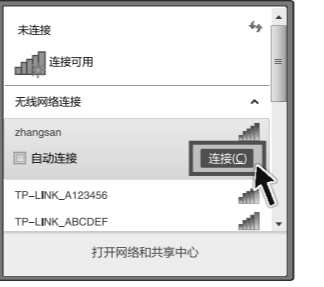 未连接
连接可用
无线网络连接
zhangsan
自动连接
连接(C)
TP-LINK_A123456
TP-LINK_ABCDEF
打开网络和共享中心